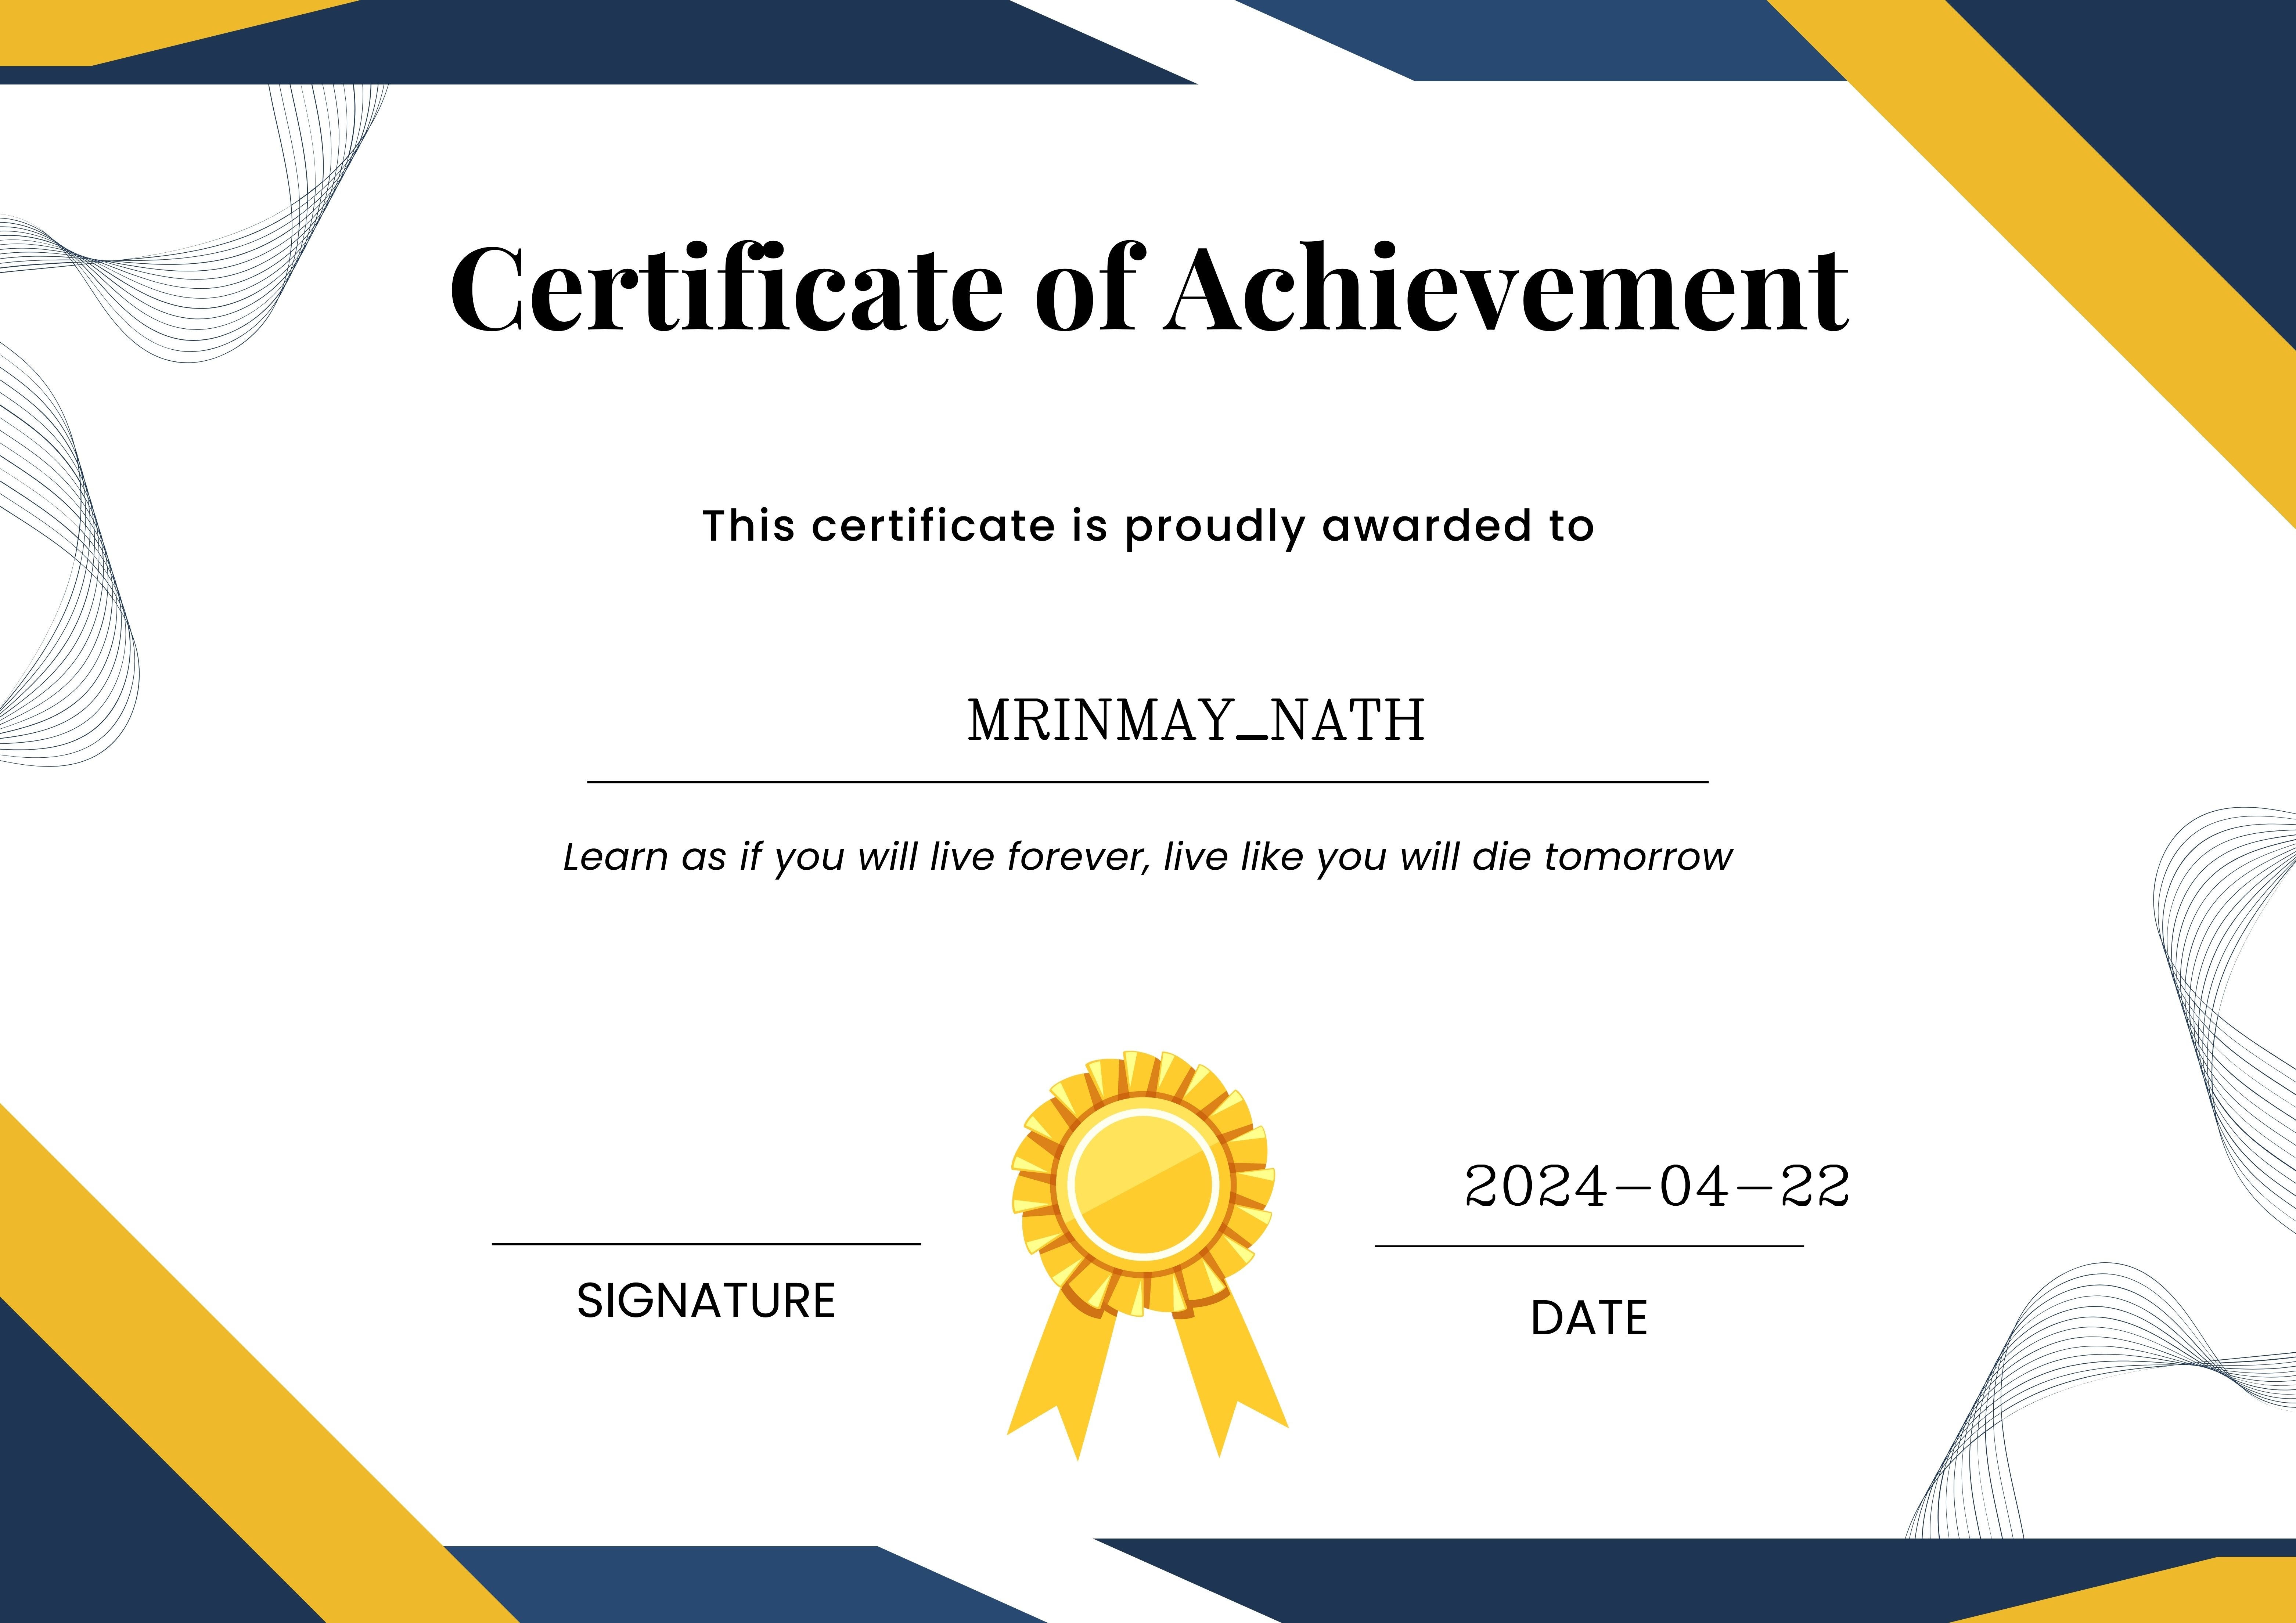 Certificate of Achievement
This certificate is proudly awarded to
MRINMAY_NATH
Learn as if you will live forever, live like you will die tomorrow
2024-04-22
SIGNATURE
DATE